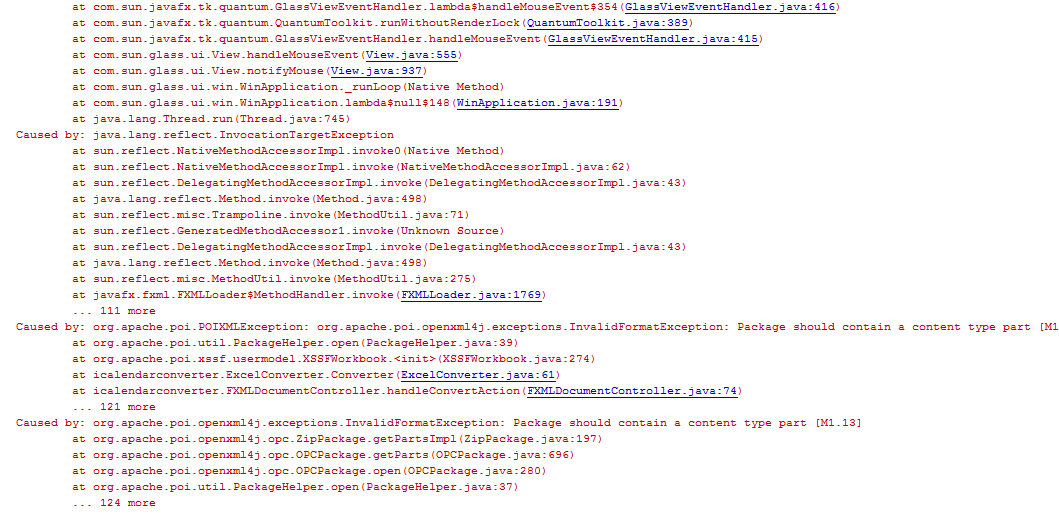 at com.sun.javafx.tk.quantum.GlassViewEventHandler.lambda$handleMouseEvent$354(GlassViewEventHandler.java:416)
at com.sun.javafx.tk.quantum.QuantumToolkit.runWithoutRenderLock(QuantumToolkit.java:389)
at com.sun.javafx.tk.quantum.GlassViewEventHandler.handleMouseEvent(GlassViewEventHandler.java:415)
at com.sun.glass.ui.View.handleMouseEvent(View.java:555)
at com.sun.glass.ui.View.notifyMouse(View.java:937)
at com.sun.glass.ui.win.WinApplication._runLoop(Native Method)
at com.sun.glass.ui.win.WinApplication.lambda$null$148(WinApplication.java:191)
at java.lang.Thread.run(Thread.java:745)
Caused by: java.lang.reflect.InvocationTargetException
at sun.reflect.NativeMethodAccessorImpl.invoke0(Native Method)
at sun.reflect.NativeMethodAccessorImpl.invoke(NativeMethodAccessorImpl.java:62)
at sun.reflect.DelegatingMethodAccessorImpl.invoke(DelegatingMethodAccessorImpl.java:43)
at java.lang.reflect.Method.invoke(Method.java:498)
at sun.reflect.misc.Trampoline.invoke(MethodUtil.java:71)
at sun.reflect.GeneratedMethodAccessor1.invoke(Unknown Source)
at sun.reflect.DelegatingMethodAccessorImpl.invoke(DelegatingMethodAccessorImpl.java:43)
at java.lang.reflect.Method.invoke(Method.java:498)
at sun.reflect.misc.MethodUtil.invoke(MethodUtil.java:275)
at javafx.fxml.FXMLLoader$MethodHandler.invoke(FXMLLoader.java:1769)
... 111 more
Caused by: org.apache.poi.POIXMLException: org.apache.poi.openxml4j.exceptions.InvalidFormatException: Package should contain a content type part [M1
at org.apache.poi.util.PackageHelper.open(PackageHelper.java:39)
at org.apache.poi.xssf.usermodel.XSSFWorkbook.<init>(XSSFWorkbook.java:274)
at icalendarconverter.ExcelConverter.Converter(ExcelConverter.java:61)
at icalendarconverter.FXMLDocumentController.handleConvertAction(FXMLDocumentController.java:74)
... 121 more
Caused by: org.apache.poi.openxml4j.exceptions.InvalidFormatException: Package should contain a content type part [M1.13]
at org.apache.poi.openxml4j.opc.ZipPackage.getPartsImpl(ZipPackage.java:197)
at org.apache.poi.openxml4j.opc.OPCPackage.getParts(OPCPackage.java:696)
at org.apache.poi.openxml4j.opc.OPCPackage.open(OPCPackage.java:280)
at org.apache.poi.util.PackageHelper.open(PackageHelper.java:37)
... 124 more